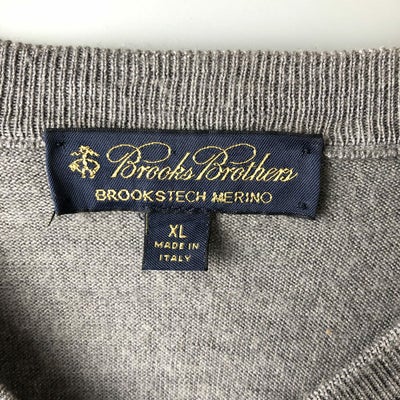 Brooks Brothers
BROOKSTECH MERINO
XL
MADE IN
ITALY